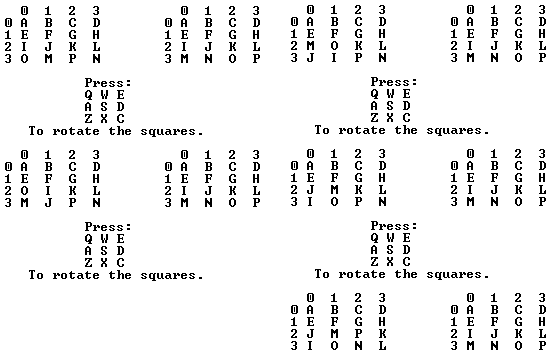 0 1 2 3 0 1 2 3
0 A B C D 0 A B C D
1 E F G H 1 E F G H
2 I J K L 2 I J K L
3 O M P N 3 M N O P
Press:
Q W E
A S D
Z X C
To rotate the squares.
0 1 2 3 0 1 2 3
0 A B C D 0 A B C D
1 E F G H 1 E F G H
2 M O K L 2 I J K L
3 J I P N 3 M N O P
Press:
Q W E
A S D
Z X C
To rotate the squares.
0 1 2 3 0 1 2 3
0 A B C D 0 A B C D
1 E F G H 1 E F G H
2 O I K L 2 I J K L
3 M J P N 3 M N O P
Press:
Q W E
A S D
Z X C
To rotate the squares.
0 1 2 3 0 1 2 3
0 A B C D 0 A B C D
1 E F G H 1 E F G H
2 J M K L 2 I J K L
3 I O P N 3 M N O P
Press:
Q W E
A S D
Z X C
To rotate the squares.
0 1 2 3 0 1 2 3
0 A B C D 0 A B C D
1 E F G H 1 E F G H
2 J M P K 2 I J K L
3 I O N L 3 M N O P